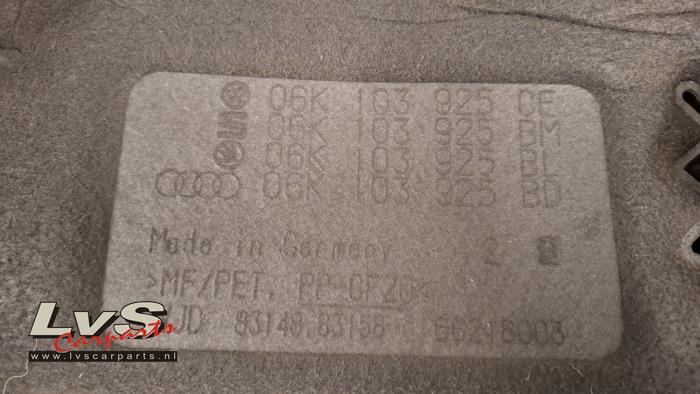 06K 103 925 CE
06K 103 925 BM
06K 103 925 BL
06K 103 925 BD
Made in Germany 2
>MF/PET, PP-GF20
83148.83158
LvS
Carparts
www.lvscarparts.nl